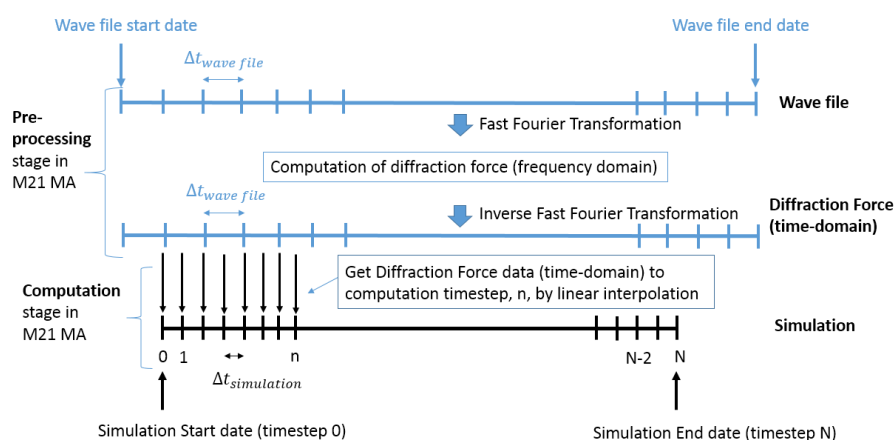 Wave file start date
Wave file end date
Δt_wave file
Wave file
Pre-
processing
stage in
M21 MA
Fast Fourier Transformation
Computation of diffraction force (frequency domain)
Δt_wave file
Inverse Fast Fourier Transformation
Diffraction Force
(time-domain)
Computation
stage in
M21 MA
Get Diffraction Force data (time-domain) to
computation timestep, n, by linear interpolation
Simulation
0 1 n N-2 N
Δt_simulation
Simulation Start date (timestep 0)
Simulation End date (timestep N)